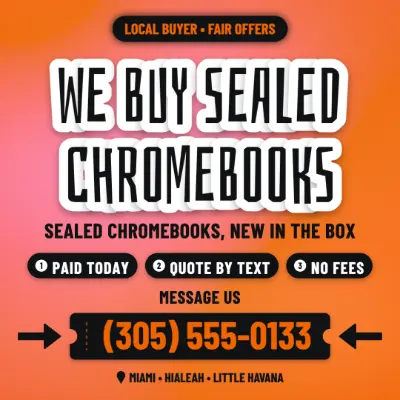 LOCAL BUYER • FAIR OFFERS
WE BUY SEALED
CHROMEBOOKS
SEALED CHROMEBOOKS, NEW IN THE BOX
1 PAID TODAY 2 QUOTE BY TEXT 3 NO FEES
MESSAGE US
(305) 555-0133
MIAMI • HIALEAH • LITTLE HAVANA